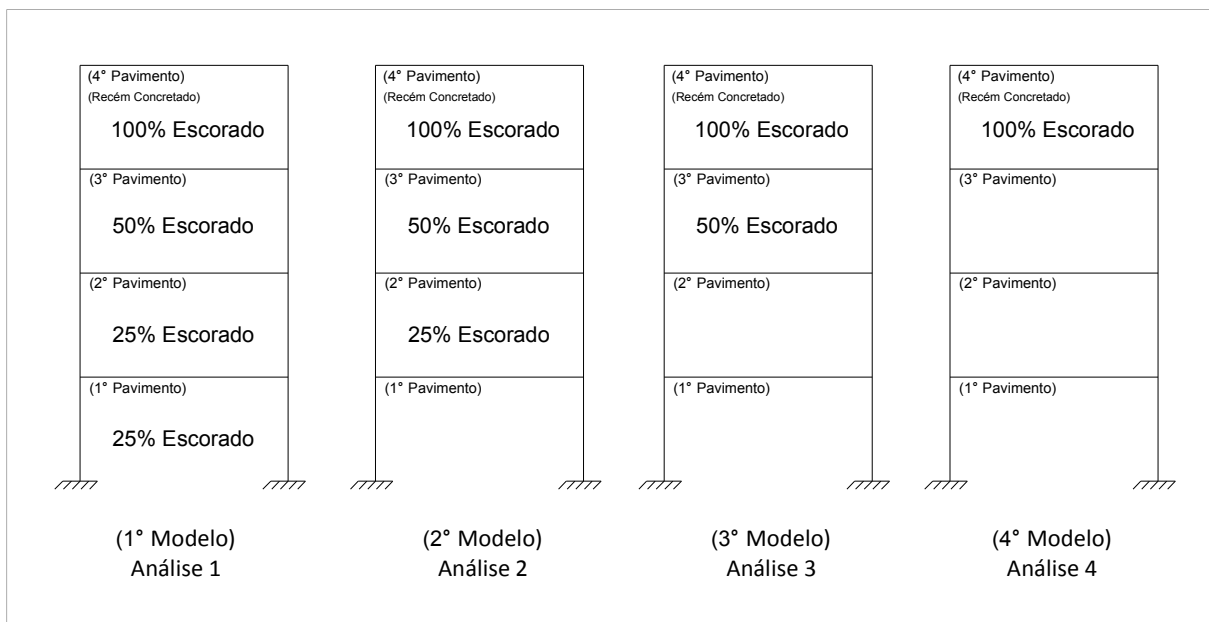 (4° Pavimento)
(Recém Concretado)
100% Escorado
(3° Pavimento)
50% Escorado
(2° Pavimento)
25% Escorado
(1° Pavimento)
25% Escorado
(1° Modelo)
Análise 1
(4° Pavimento)
(Recém Concretado)
100% Escorado
(3° Pavimento)
50% Escorado
(2° Pavimento)
25% Escorado
(1° Pavimento)
(2° Modelo)
Análise 2
(4° Pavimento)
(Recém Concretado)
100% Escorado
(3° Pavimento)
50% Escorado
(2° Pavimento)
(1° Pavimento)
(3° Modelo)
Análise 3
(4° Pavimento)
(Recém Concretado)
100% Escorado
(3° Pavimento)
(2° Pavimento)
(1° Pavimento)
(4° Modelo)
Análise 4